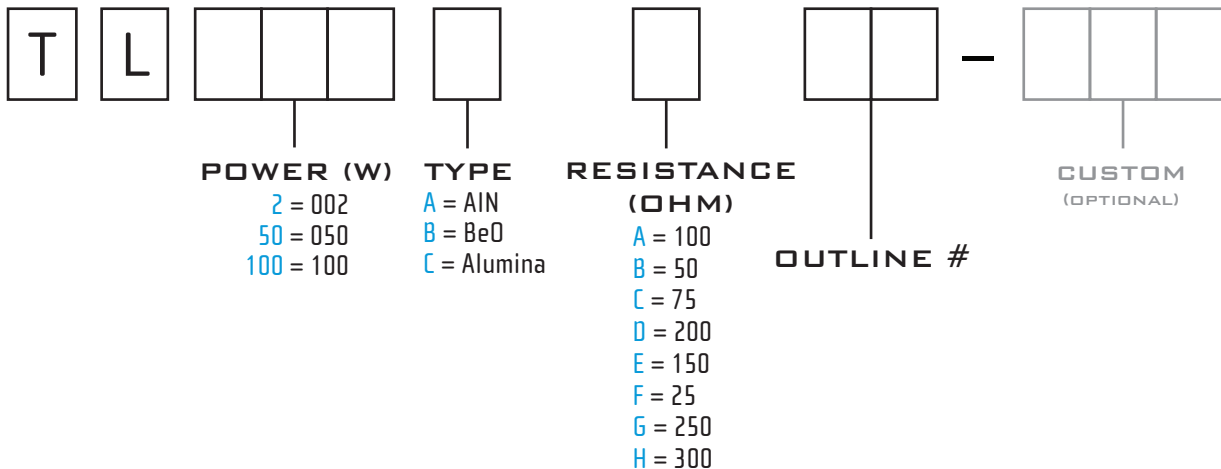 T L -
POWER (W)
2 = 002
50 = 050
100 = 100
TYPE
A = AlN
B = BeO
C = Alumina
RESISTANCE
(OHM)
A = 100
B = 50
C = 75
D = 200
E = 150
F = 25
G = 250
H = 300
OUTLINE #
CUSTOM
(OPTIONAL)